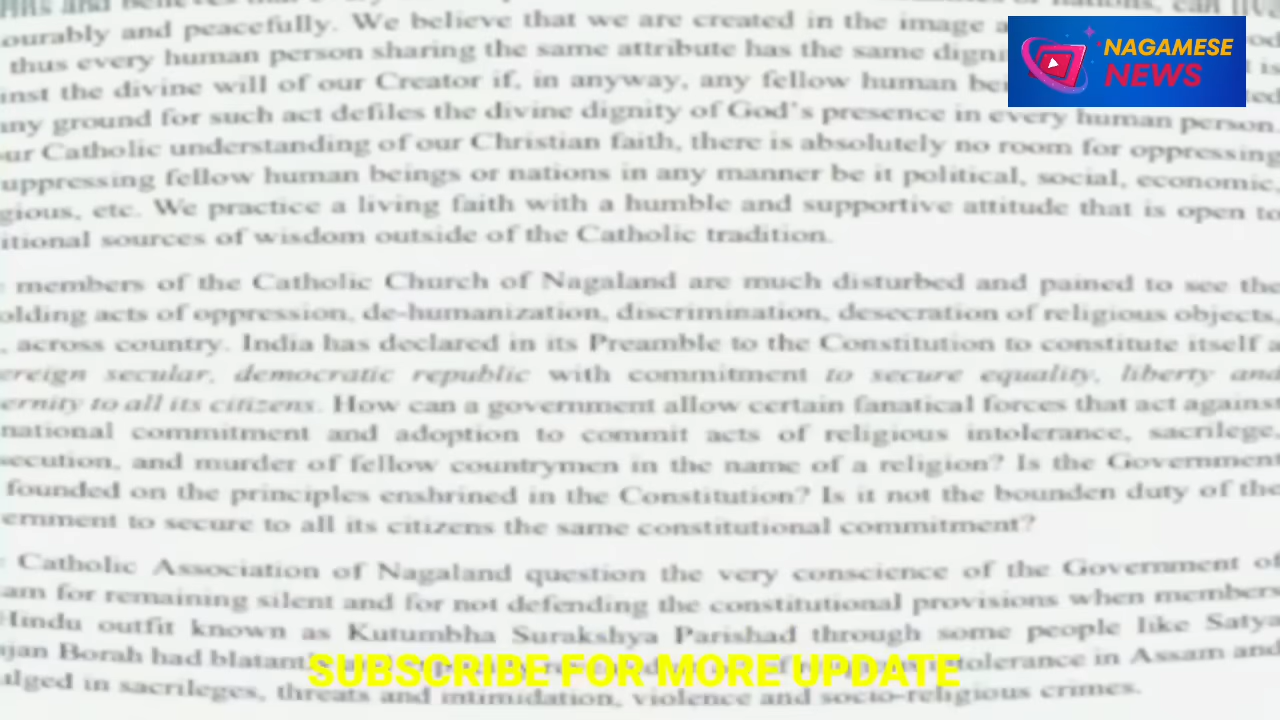 and believes that
ourably and peacefully. We believe that we are created in the image
thus every human person sharing the same attribute has the same
inst the divine will of our Creator if, in anyway, any fellow human
any ground for such act defiles the divine dignity of God's presence in every human person.
ur Catholic understanding of our Christian faith, there is absolutely no room for oppressing
uppressing fellow human beings or nations in any manner be it political, social, economic,
gious, etc. We practice a living faith with a humble and supportive attitude that is open to
itional sources of wisdom outside of the Catholic tradition.
members of the Catholic Church of Nagaland are much disturbed and pained to see the
olding acts of oppression, de-humanization, discrimination, desecration of religious objects,
, across country. India has declared in its Preamble to the Constitution to constitute itself a
ereign secular, democratic republic with commitment to secure equality, liberty and
ernity to all its citizens. How can a government allow certain fanatical forces that act against
national commitment and adoption to commit acts of religious intolerance, sacrilege,
secution, and murder of fellow countrymen in the name of a religion? Is the Government
founded on the principles enshrined in the Constitution? Is it not the bounden duty of the
ernment to secure to all its citizens the same constitutional commitment?
Catholic Association of Nagaland question the very conscience of the Government of
am for remaining silent and for not defending the constitutional provisions when members
Hindu outfit known as Kutumbha Surakshya Parishad through some people like Satya
jan Borah had intolerance in Assam and
ulged in sacrileges, threats and intimidation, violence and socio-religious crimes.
NAGAMESE
NEWS
SUBSCRIBE FOR MORE UPDATE